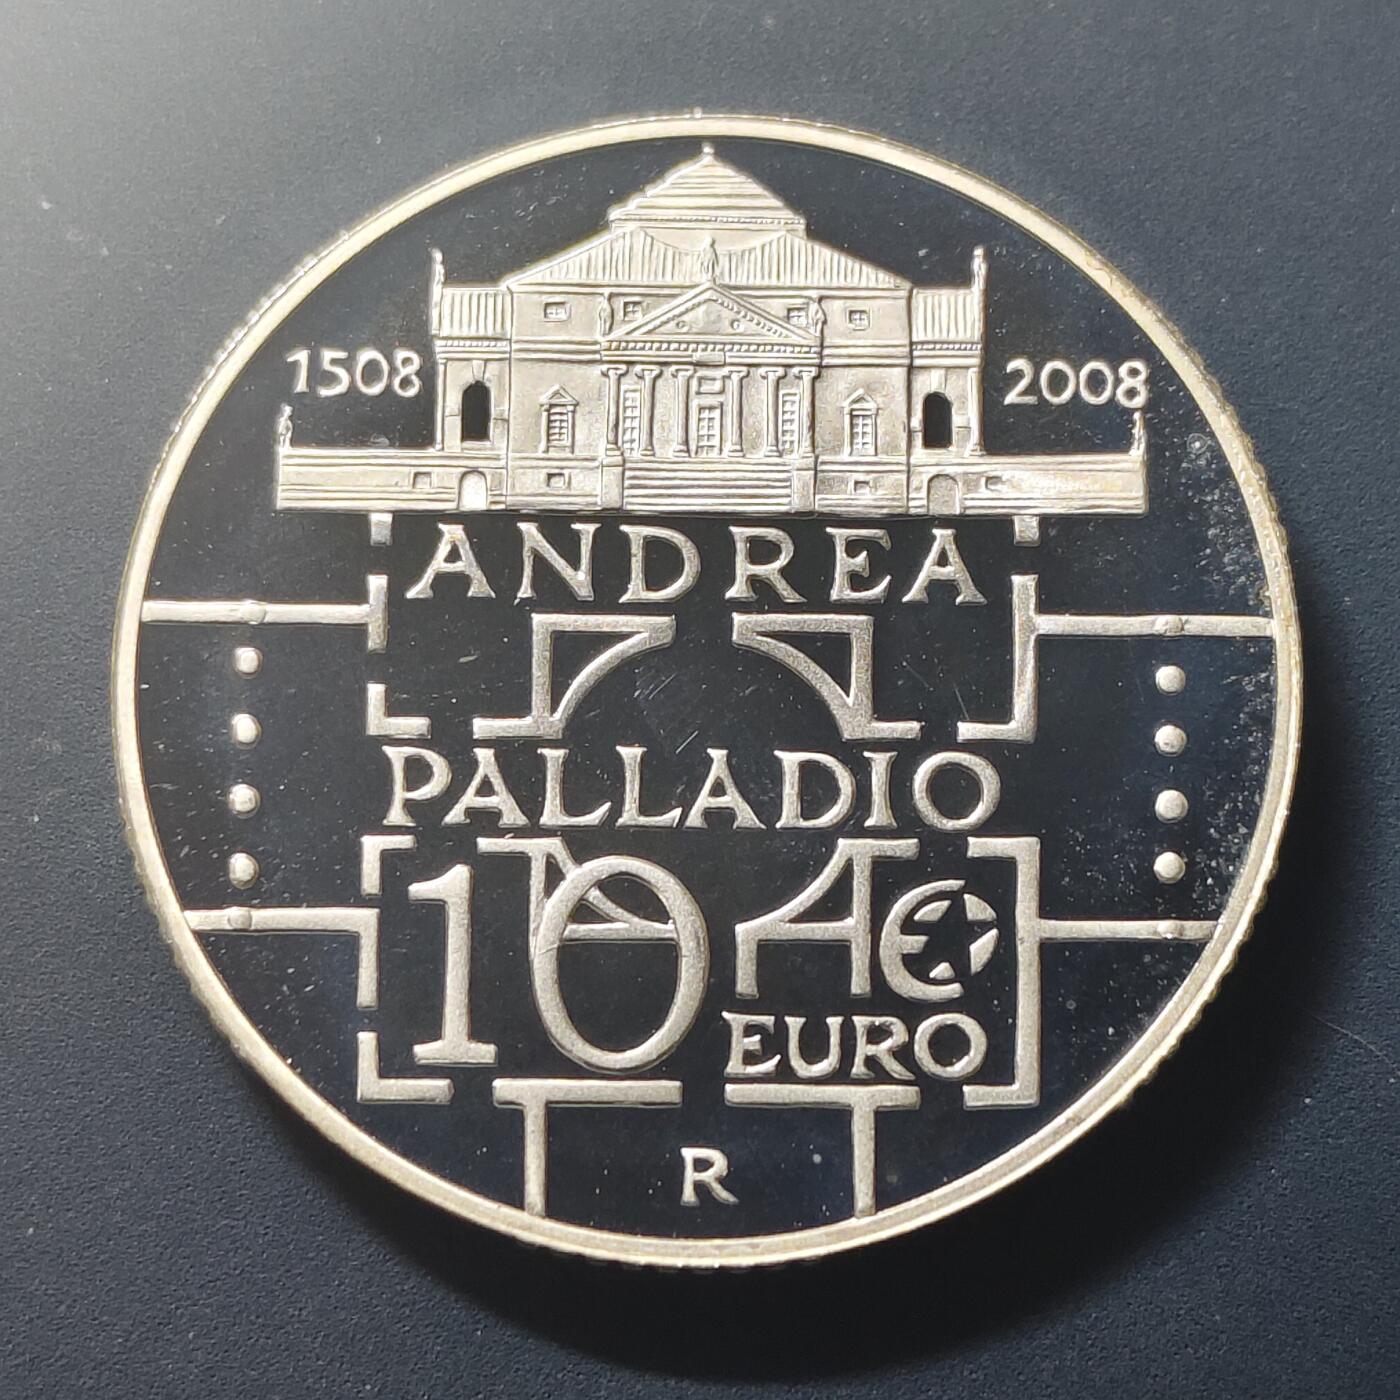 1508 2008
ANDREA
PALLADIO
10 €
EURO
R